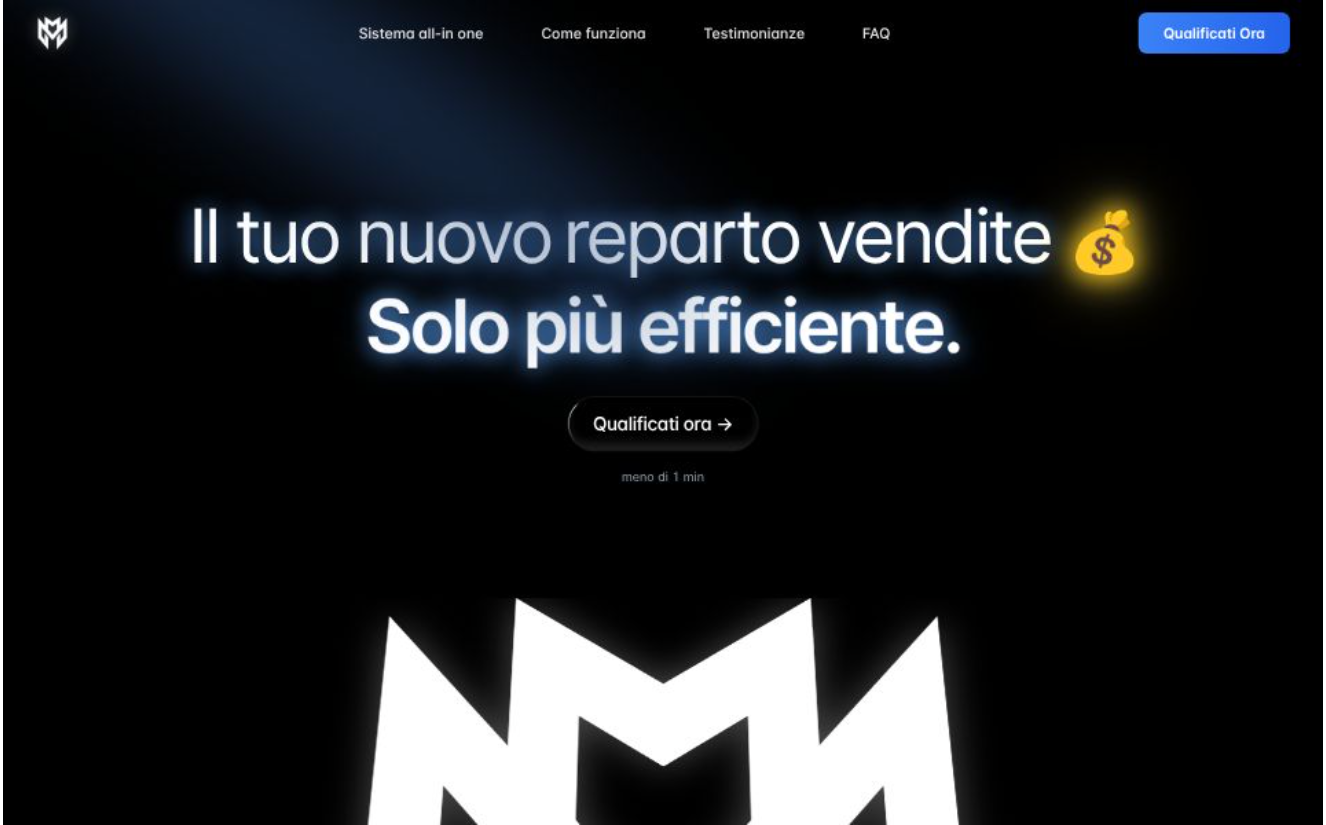 Sistema all-in one
Come funziona
Testimonianze
FAQ
Qualificati Ora
Il tuo nuovo reparto vendite 💰
Solo più efficiente.
Qualificati ora →
meno di 1 min